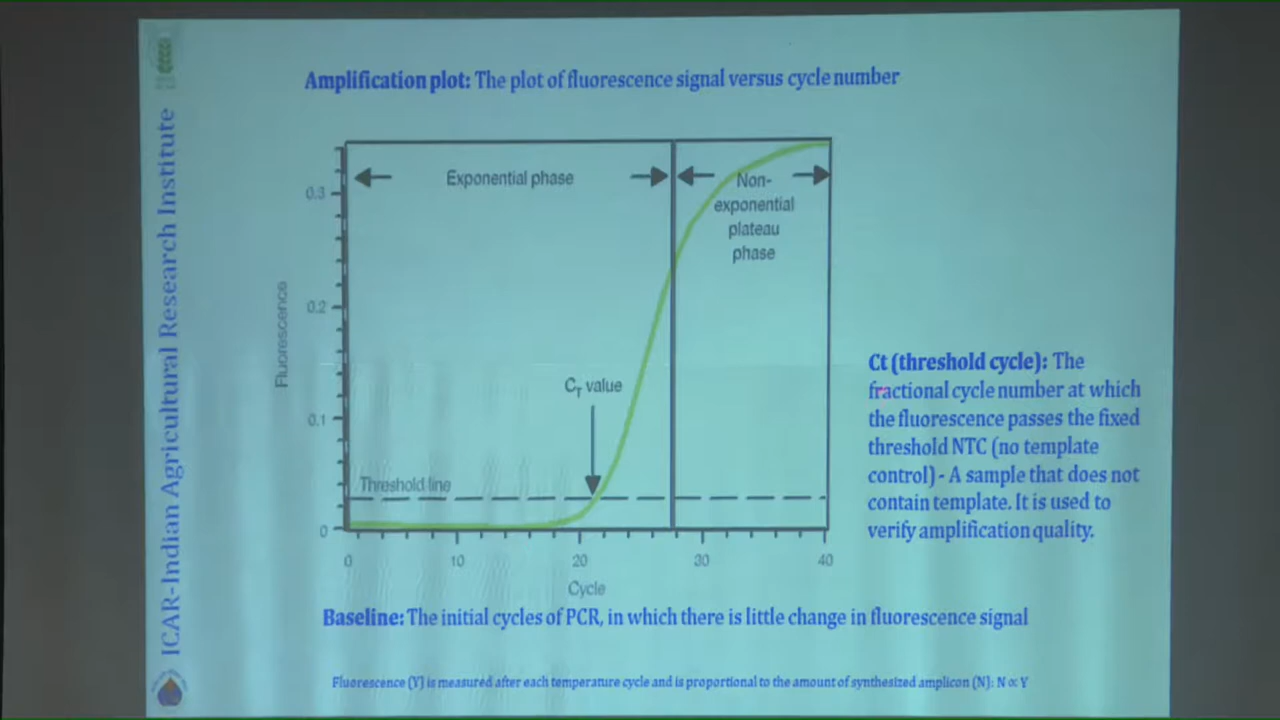 ICAR-Indian Agricultural Research Institute
Amplification plot: The plot of fluorescence signal versus cycle number
Exponential phase
Non-
exponential
plateau
phase
0.3
0.2
0.1
0
Fluorescence
CT value
Threshold line
0
10
20
30
40
Cycle
Ct (threshold cycle): The
fractional cycle number at which
the fluorescence passes the fixed
threshold NTC (no template
control) - A sample that does not
contain template. It is used to
verify amplification quality.
Baseline: The initial cycles of PCR, in which there is little change in fluorescence signal
Fluorescence (Y) is measured after each temperature cycle and is proportional to the amount of synthesized amplicon (N): N ∝ Y